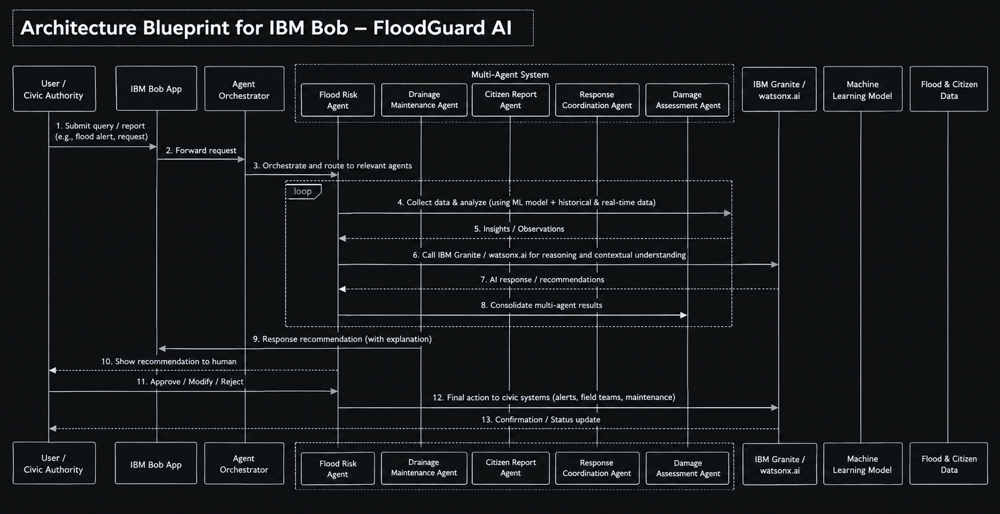 Architecture Blueprint for IBM Bob – FloodGuard AI
User /
Civic Authority
IBM Bob App
Agent
Orchestrator
Multi-Agent System
Flood Risk
Agent
Drainage
Maintenance Agent
Citizen Report
Agent
Response
Coordination Agent
Damage
Assessment Agent
IBM Granite /
watsonx.ai
Machine
Learning Model
Flood & Citizen
Data
1. Submit query / report
(e.g., flood alert, request)
2. Forward request
3. Orchestrate and route to relevant agents
loop
4. Collect data & analyze (using ML model + historical & real-time data)
5. Insights / Observations
6. Call IBM Granite / watsonx.ai for reasoning and contextual understanding
7. AI response / recommendations
8. Consolidate multi-agent results
9. Response recommendation (with explanation)
10. Show recommendation to human
11. Approve / Modify / Reject
12. Final action to civic systems (alerts, field teams, maintenance)
13. Confirmation / Status update
User /
Civic Authority
IBM Bob App
Agent
Orchestrator
Flood Risk
Agent
Drainage
Maintenance Agent
Citizen Report
Agent
Response
Coordination Agent
Damage
Assessment Agent
IBM Granite /
watsonx.ai
Machine
Learning Model
Flood & Citizen
Data